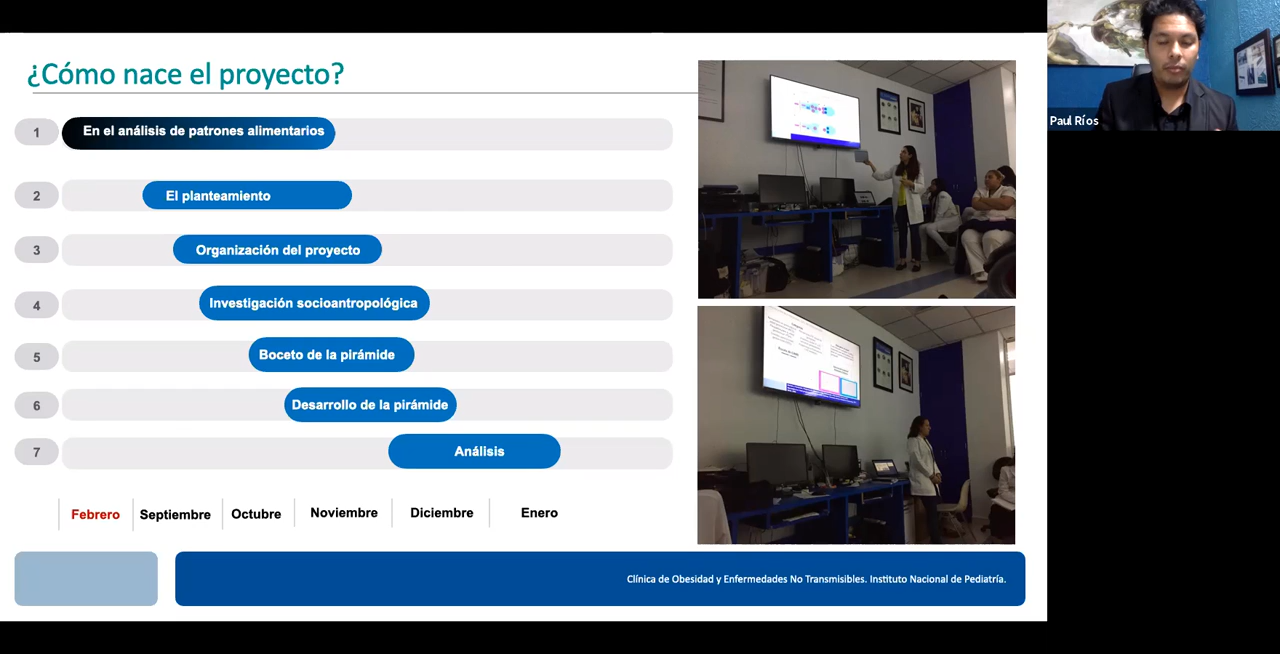 ¿Cómo nace el proyecto?
1
En el análisis de patrones alimentarios
2
El planteamiento
3
Organización del proyecto
4
Investigación socioantropológica
5
Boceto de la pirámide
6
Desarrollo de la pirámide
7
Análisis
Febrero
Septiembre
Octubre
Noviembre
Diciembre
Enero
Clínica de Obesidad y Enfermedades No Transmisibles. Instituto Nacional de Pediatría.
Paul Ríos